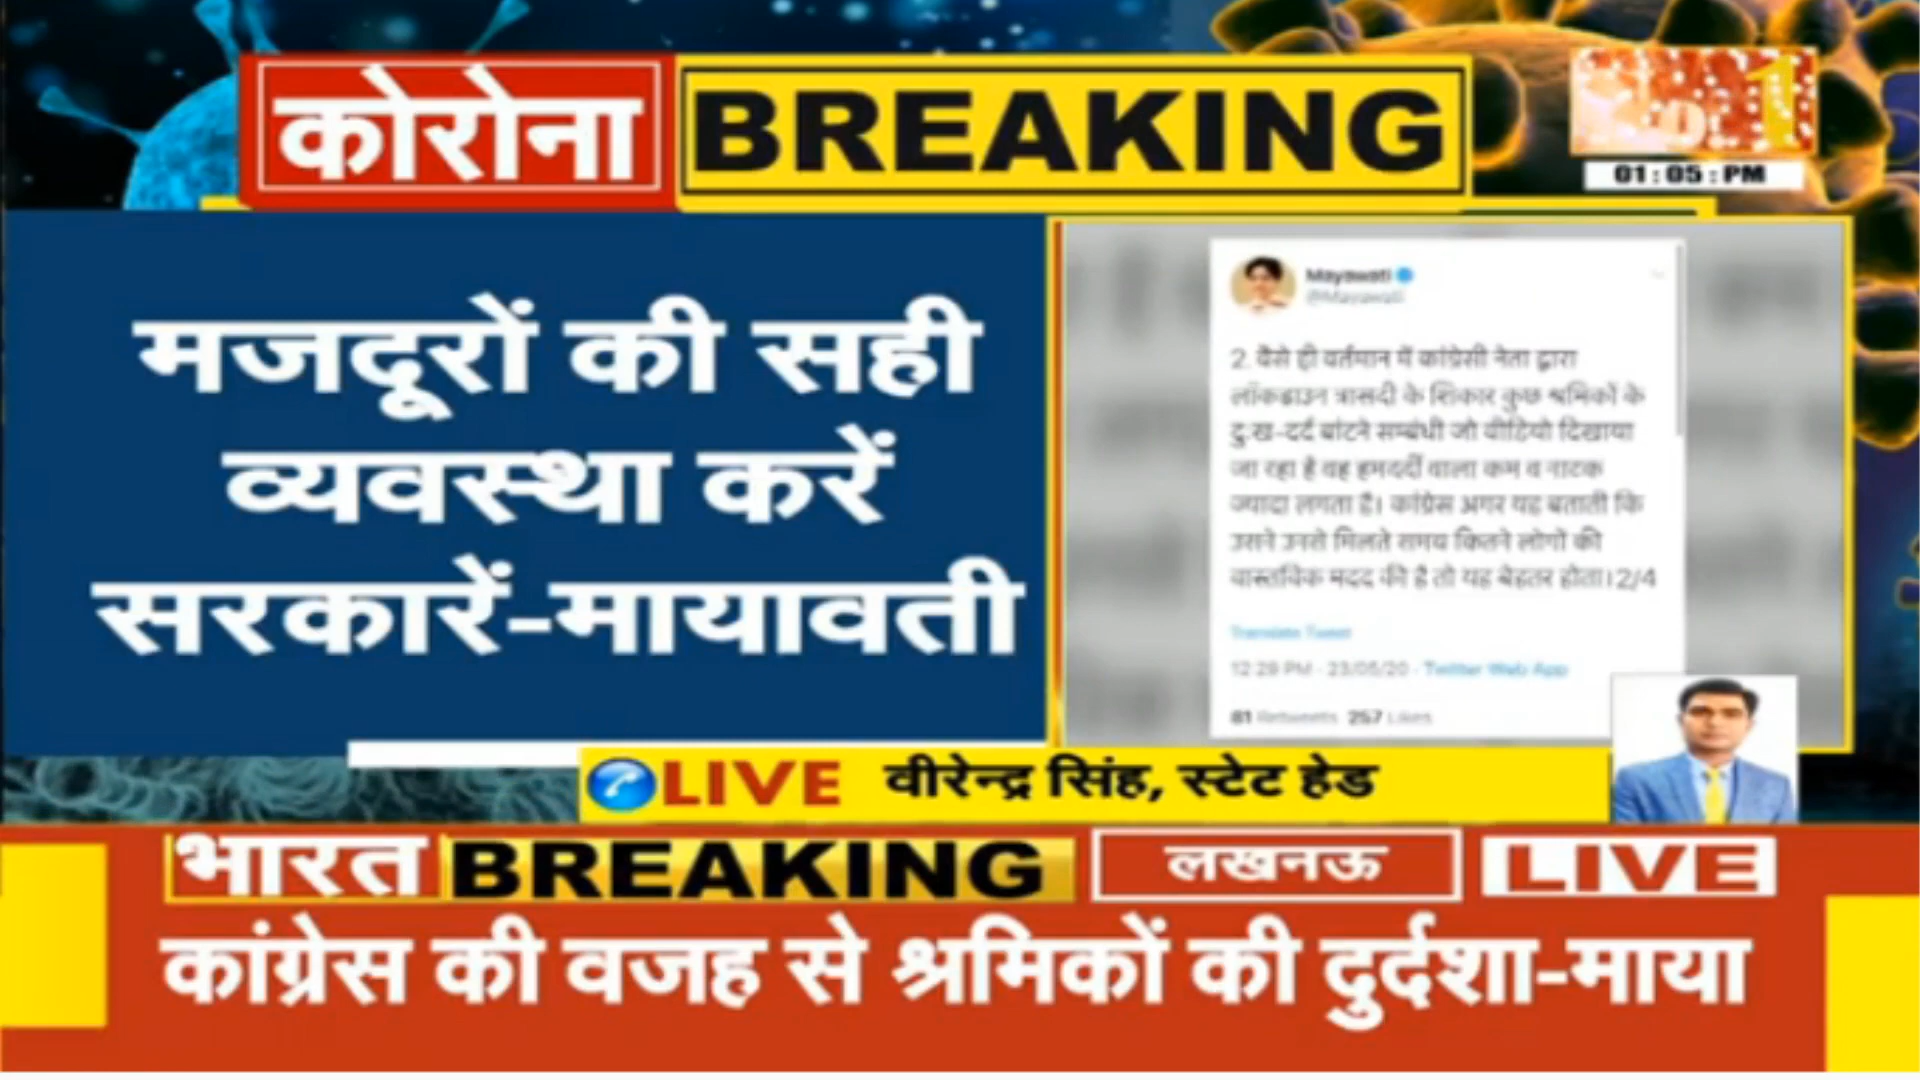 कोरोना BREAKING
01:05:PM
मजदूरों की सही
व्यवस्था करें
सरकारें-मायावती
Mayawati
@Mayawati
2. वैसे ही वर्तमान में कांग्रेसी नेता द्वारा
लॉकडाउन त्रासदी के शिकार कुछ श्रमिकों के
दुःख-दर्द बांटने सम्बंधी जो वीडियो दिखाया
जा रहा है वह हमदर्दी वाला कम व नाटक
ज्यादा लगता है। कांग्रेस अगर यह बताती कि
उसने उनसे मिलते समय कितने लोगों की
वास्तविक मदद की है तो यह बेहतर होता।2/4
Translate Tweet
12:29 PM · 23/05/20 · Twitter Web App
81 Retweets 257 Likes
LIVE वीरेन्द्र सिंह, स्टेट हेड
भारत BREAKING लखनऊ LIVE
कांग्रेस की वजह से श्रमिकों की दुर्दशा-माया